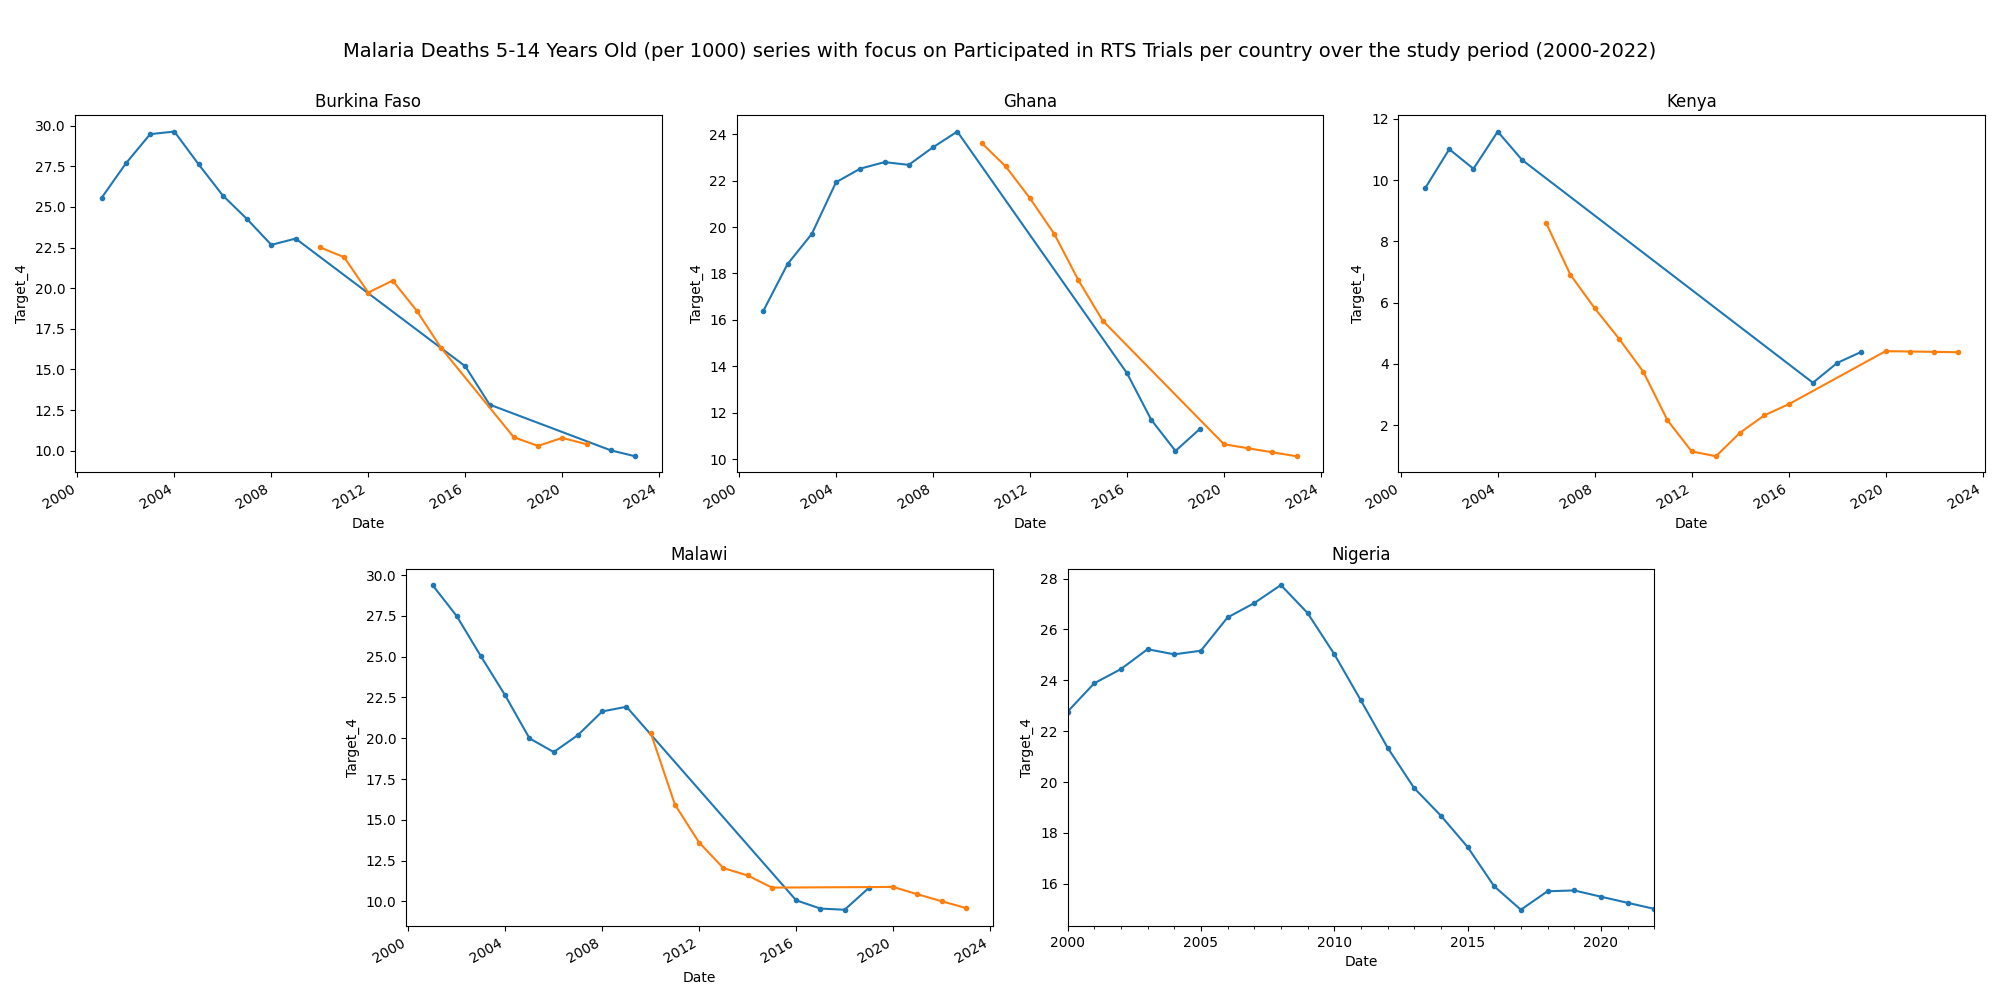 Malaria Deaths 5-14 Years Old (per 1000) series with focus on Participated in RTS Trials per country over the study period (2000-2022)
Burkina Faso
30.0
27.5
25.0
22.5
20.0
17.5
15.0
12.5
10.0
Target_4
2000 2004 2008 2012 2016 2020 2024
Date
Ghana
24
22
20
18
16
14
12
10
Target_4
2000 2004 2008 2012 2016 2020 2024
Date
Kenya
12
10
8
6
4
2
Target_4
2000 2004 2008 2012 2016 2020 2024
Date
Malawi
30.0
27.5
25.0
22.5
20.0
17.5
15.0
12.5
10.0
Target_4
2000 2004 2008 2012 2016 2020 2024
Date
Nigeria
28
26
24
22
20
18
16
Target_4
2000 2005 2010 2015 2020
Date